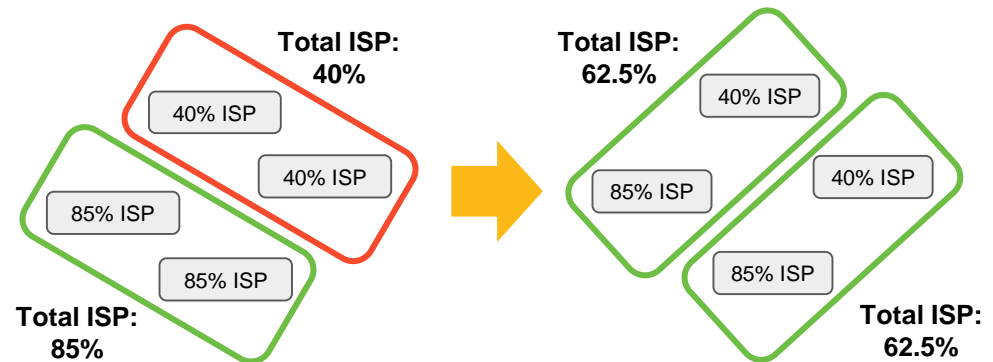 Total ISP:
40%
40% ISP
40% ISP
85% ISP
85% ISP
Total ISP:
85%
Total ISP:
62.5%
40% ISP
85% ISP
40% ISP
85% ISP
Total ISP:
62.5%